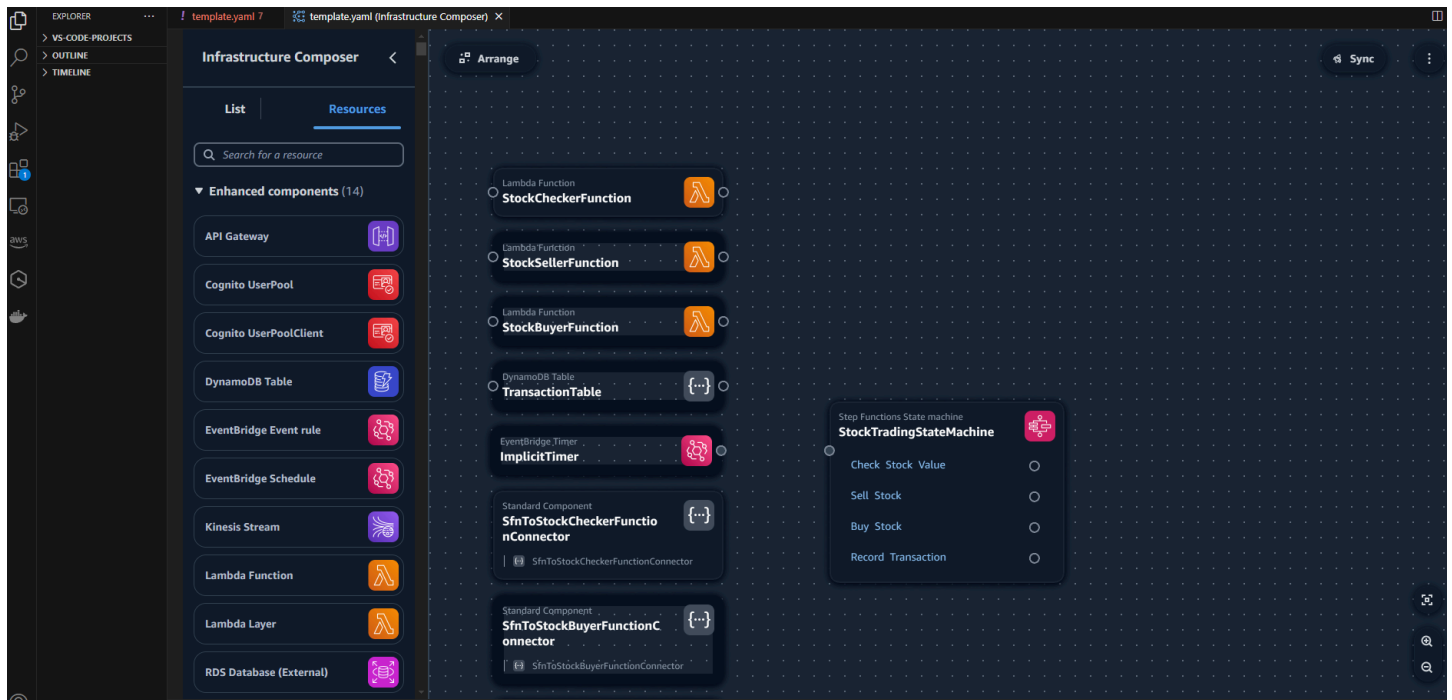 EXPLORER
...
! template.yaml 7
template.yaml (Infrastructure Composer)
VS-CODE-PROJECTS
OUTLINE
TIMELINE
Infrastructure Composer
List
Resources
Search for a resource
Enhanced components (14)
API Gateway
Cognito UserPool
Cognito UserPoolClient
DynamoDB Table
EventBridge Event rule
EventBridge Schedule
Kinesis Stream
Lambda Function
Lambda Layer
RDS Database (External)
1
aws
Arrange
Sync
Lambda Function
StockCheckerFunction
Lambda Function
StockSellerFunction
Lambda Function
StockBuyerFunction
DynamoDB Table
TransactionTable
{...}
EventBridge Timer
ImplicitTimer
Standard Component
SfnToStockCheckerFunctio
nConnector
{...}
SfnToStockCheckerFunctionConnector
Standard Component
SfnToStockBuyerFunctionC
onnector
{...}
SfnToStockBuyerFunctionConnector
Step Functions State machine
StockTradingStateMachine
Check Stock Value
Sell Stock
Buy Stock
Record Transaction